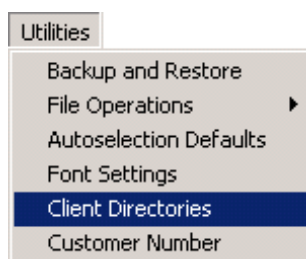 Utilities
Backup and Restore
File Operations
Autoselection Defaults
Font Settings
Client Directories
Customer Number